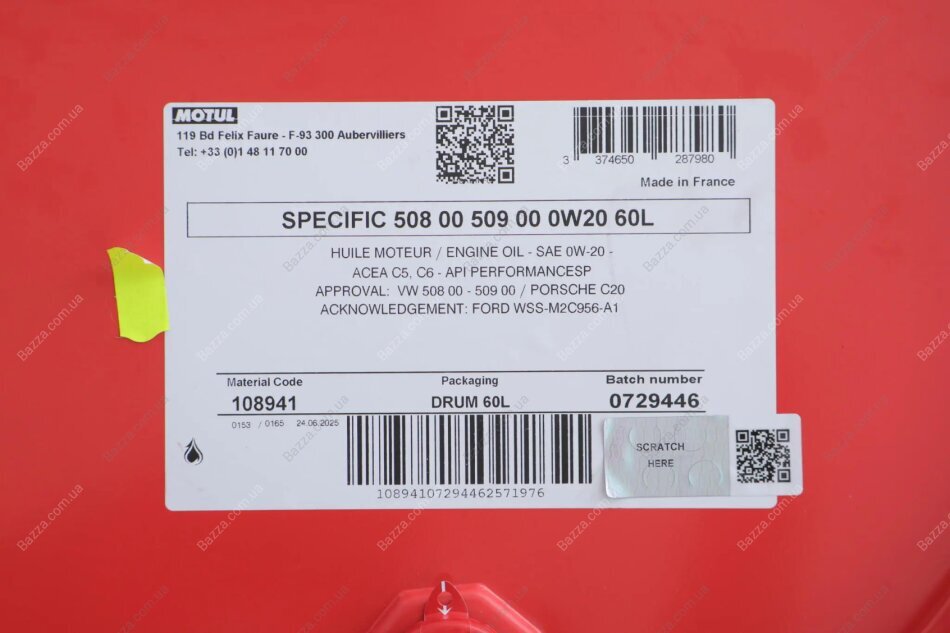 MOTUL
119 Bd Felix Faure - F-93 300 Aubervilliers
Tel: +33 (0)1 48 11 70 00
3 374650 287980
Made in France
SPECIFIC 508 00 509 00 0W20 60L
HUILE MOTEUR / ENGINE OIL - SAE 0W-20 -
ACEA C5, C6 - API PERFORMANCESP
APPROVAL: VW 508 00 - 509 00 / PORSCHE C20
ACKNOWLEDGEMENT: FORD WSS-M2C956-A1
Material Code Packaging Batch number
108941 DRUM 60L 0729446
0153 / 0165 24.06.2025
SCRATCH
HERE
10894107294462571976
Bazza.com.ua